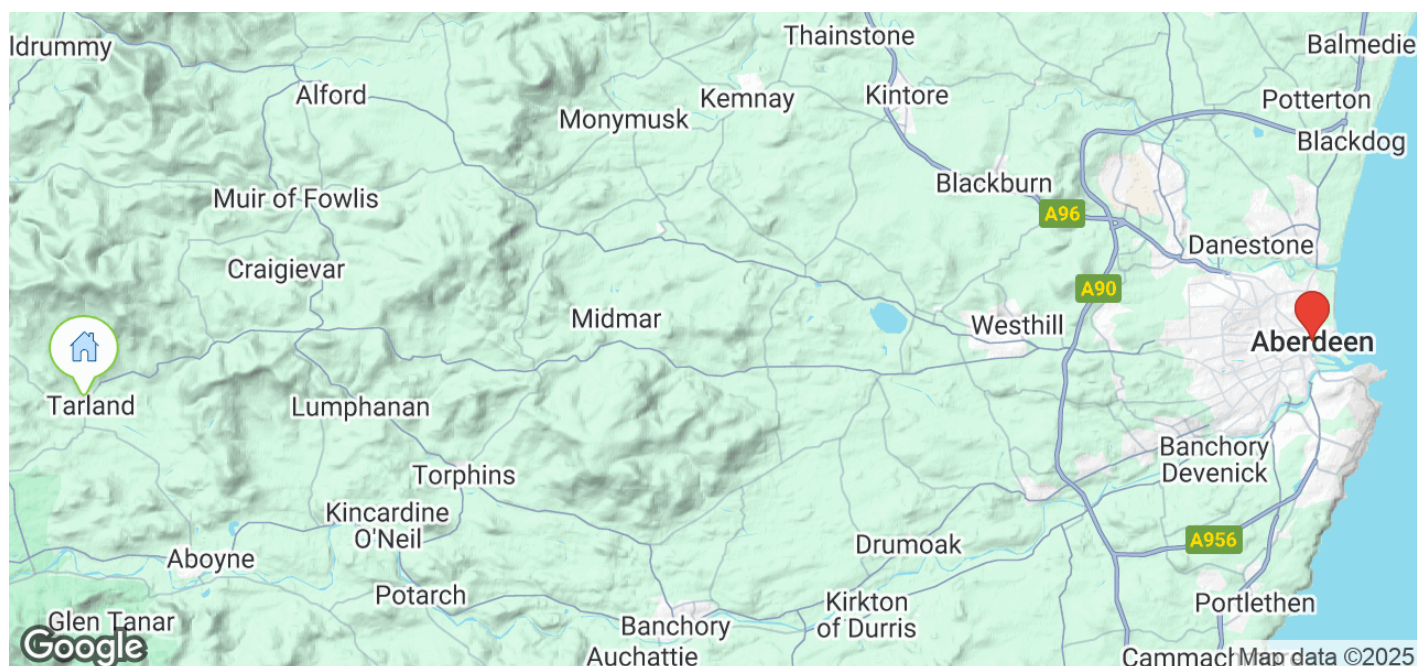 ldrummy
Thainstone
Balmedie
Alford
Kemnay
Kintore
Potterton
Monymusk
Blackdog
Blackburn
Muir of Fowlis
A96
Danestone
Craigievar
A90
Midmar
Westhill
Aberdeen
Tarland
Lumphanan
Banchory
Devenick
Torphins
Kincardine
O'Neil
A956
Drumoak
Aboyne
Potarch
Kirkton
of Durris
Portlethen
Glen Tanar
Banchory
Google
Auchattie
Cammach
Map data ©2025